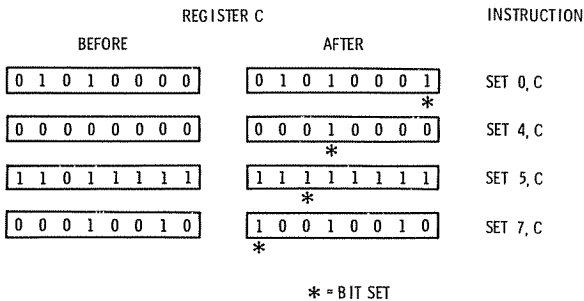 REGISTER C INSTRUCTION
BEFORE AFTER
0 1 0 1 0 0 0 0 0 1 0 1 0 0 0 1 SET 0, C
*
0 0 0 0 0 0 0 0 0 0 0 1 0 0 0 0 SET 4, C
*
1 1 0 1 1 1 1 1 1 1 1 1 1 1 1 1 SET 5, C
*
0 0 0 1 0 0 1 0 1 0 0 1 0 0 1 0 SET 7, C
*
* = BIT SET